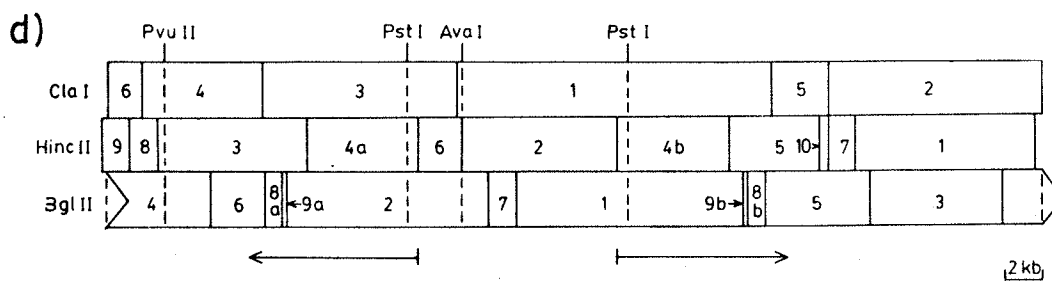 d)
Pvu II Pst I Ava I Pst I
Cla I 6 4 3 1 5 2
Hinc II 9 8 3 4a 6 2 4b 5 10 7 1
Bgl II 4 6 8a 9a 2 7 1 9b 8b 5 3
2 kb